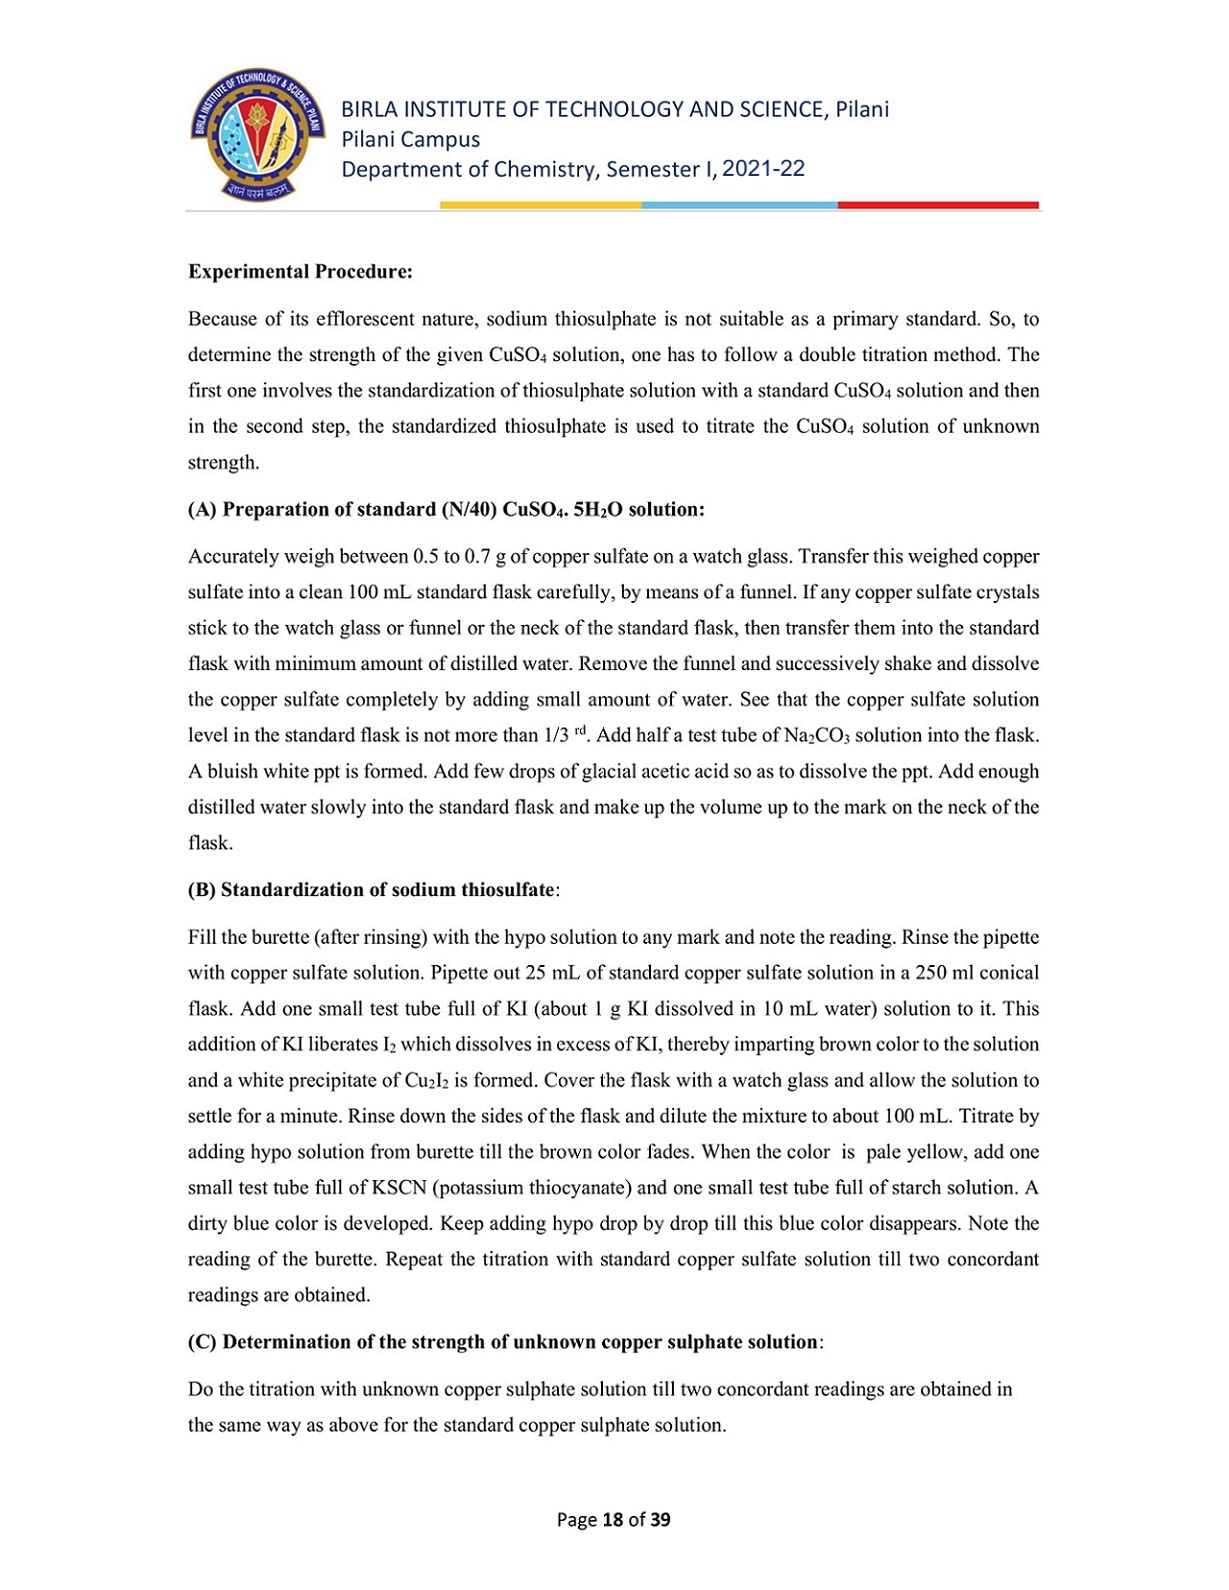 BIRLA INSTITUTE OF TECHNOLOGY & SCIENCE, PILANI
ज्ञानं परमं बलम्
BIRLA INSTITUTE OF TECHNOLOGY AND SCIENCE, Pilani
Pilani Campus
Department of Chemistry, Semester I, 2021-22
Experimental Procedure:
Because of its efflorescent nature, sodium thiosulphate is not suitable as a primary standard. So, to
determine the strength of the given CuSO₄ solution, one has to follow a double titration method. The
first one involves the standardization of thiosulphate solution with a standard CuSO₄ solution and then
in the second step, the standardized thiosulphate is used to titrate the CuSO₄ solution of unknown
strength.
(A) Preparation of standard (N/40) CuSO₄. 5H₂O solution:
Accurately weigh between 0.5 to 0.7 g of copper sulfate on a watch glass. Transfer this weighed copper
sulfate into a clean 100 mL standard flask carefully, by means of a funnel. If any copper sulfate crystals
stick to the watch glass or funnel or the neck of the standard flask, then transfer them into the standard
flask with minimum amount of distilled water. Remove the funnel and successively shake and dissolve
the copper sulfate completely by adding small amount of water. See that the copper sulfate solution
level in the standard flask is not more than 1/3 rd. Add half a test tube of Na₂CO₃ solution into the flask.
A bluish white ppt is formed. Add few drops of glacial acetic acid so as to dissolve the ppt. Add enough
distilled water slowly into the standard flask and make up the volume up to the mark on the neck of the
flask.
(B) Standardization of sodium thiosulfate:
Fill the burette (after rinsing) with the hypo solution to any mark and note the reading. Rinse the pipette
with copper sulfate solution. Pipette out 25 mL of standard copper sulfate solution in a 250 ml conical
flask. Add one small test tube full of KI (about 1 g KI dissolved in 10 mL water) solution to it. This
addition of KI liberates I₂ which dissolves in excess of KI, thereby imparting brown color to the solution
and a white precipitate of Cu₂I₂ is formed. Cover the flask with a watch glass and allow the solution to
settle for a minute. Rinse down the sides of the flask and dilute the mixture to about 100 mL. Titrate by
adding hypo solution from burette till the brown color fades. When the color is pale yellow, add one
small test tube full of KSCN (potassium thiocyanate) and one small test tube full of starch solution. A
dirty blue color is developed. Keep adding hypo drop by drop till this blue color disappears. Note the
reading of the burette. Repeat the titration with standard copper sulfate solution till two concordant
readings are obtained.
(C) Determination of the strength of unknown copper sulphate solution:
Do the titration with unknown copper sulphate solution till two concordant readings are obtained in
the same way as above for the standard copper sulphate solution.
Page 18 of 39